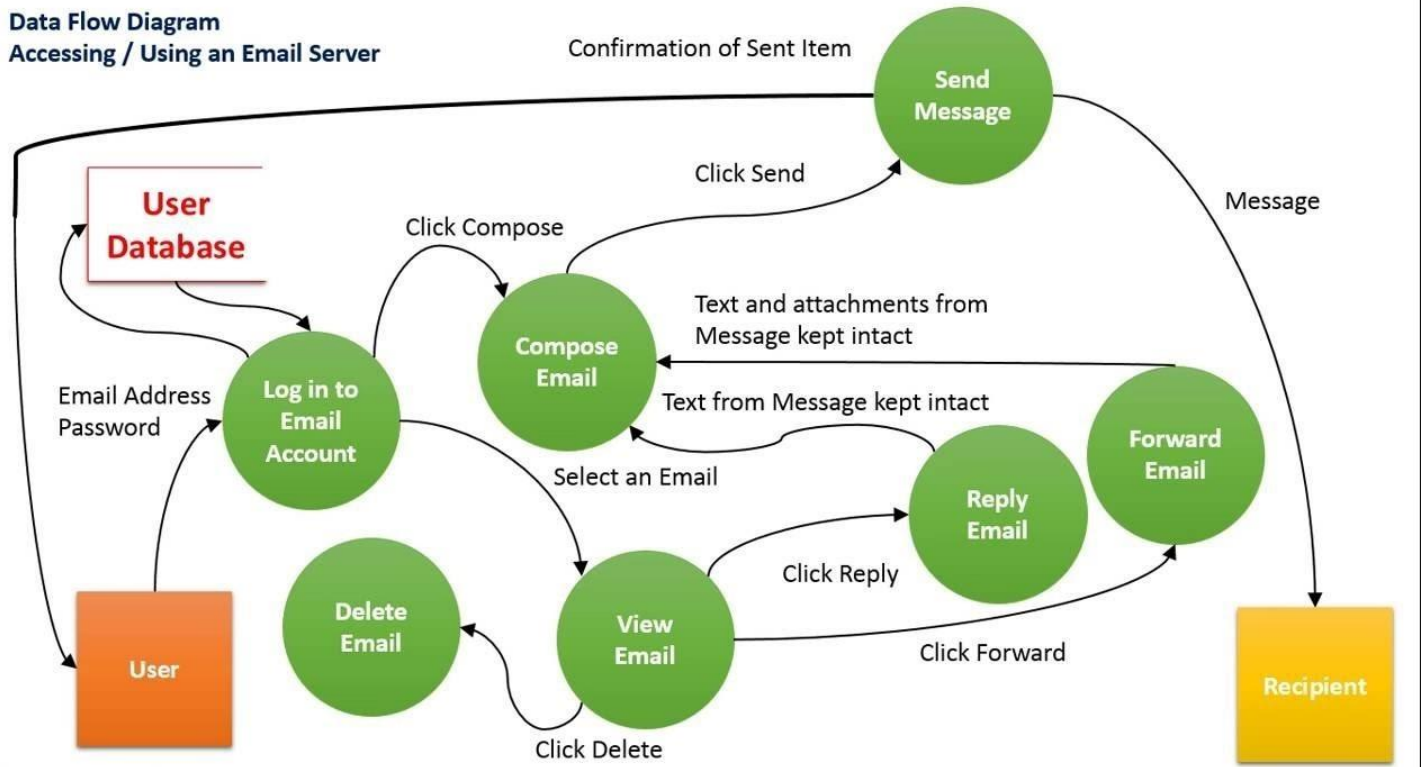 Data Flow Diagram
Accessing / Using an Email Server
Confirmation of Sent Item
Send
Message
Click Send
Message
User
Database
Click Compose
Text and attachments from
Message kept intact
Compose
Email
Email Address
Password
Log in to
Email
Account
Text from Message kept intact
Forward
Email
Select an Email
Reply
Email
Click Reply
Delete
Email
View
Email
Click Forward
User
Recipient
Click Delete